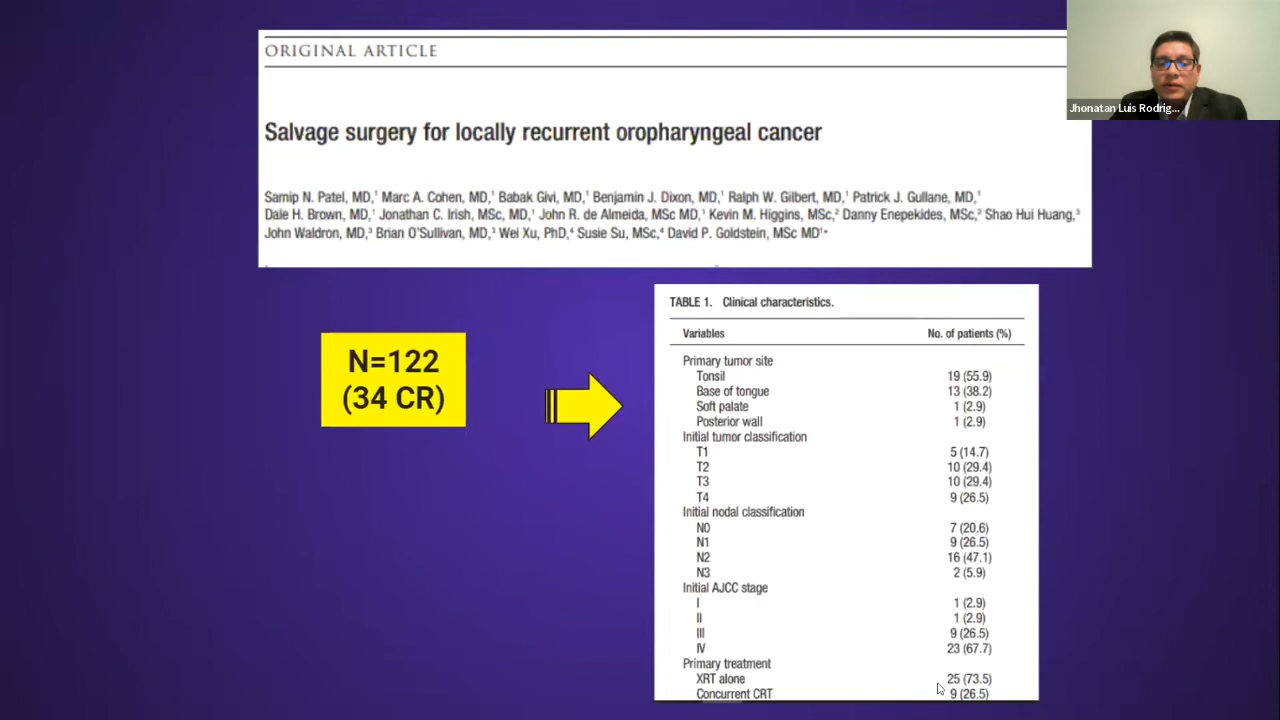 ORIGINAL ARTICLE
Jhonatan Luis Rodrig...
Salvage surgery for locally recurrent oropharyngeal cancer
Samip N. Patel, MD,¹ Marc A. Cohen, MD,¹ Babak Givi, MD,¹ Benjamin J. Dixon, MD,¹ Ralph W. Gilbert, MD,¹ Patrick J. Gullane, MD,¹
Dale H. Brown, MD,¹ Jonathan C. Irish, MSc, MD,¹ John R. de Almeida, MSc MD,¹ Kevin M. Higgins, MSc,² Danny Enepekides, MSc,² Shao Hui Huang,³
John Waldron, MD,³ Brian O'Sullivan, MD,³ Wei Xu, PhD,⁴ Susie Su, MSc,⁴ David P. Goldstein, MSc MD¹*
N=122
(34 CR)
TABLE 1. Clinical characteristics.
Variables No. of patients (%)
Primary tumor site
Tonsil 19 (55.9)
Base of tongue 13 (38.2)
Soft palate 1 (2.9)
Posterior wall 1 (2.9)
Initial tumor classification
T1 5 (14.7)
T2 10 (29.4)
T3 10 (29.4)
T4 9 (26.5)
Initial nodal classification
N0 7 (20.6)
N1 9 (26.5)
N2 16 (47.1)
N3 2 (5.9)
Initial AJCC stage
I 1 (2.9)
II 1 (2.9)
III 9 (26.5)
IV 23 (67.7)
Primary treatment
XRT alone 25 (73.5)
Concurrent CRT 9 (26.5)